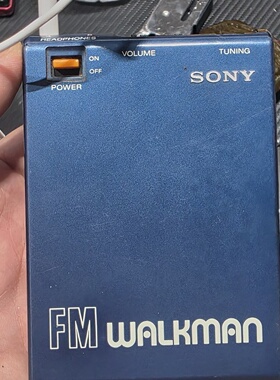 HEADPHONES
VOLUME
TUNING
ON
OFF
POWER
SONY
FM WALKMAN